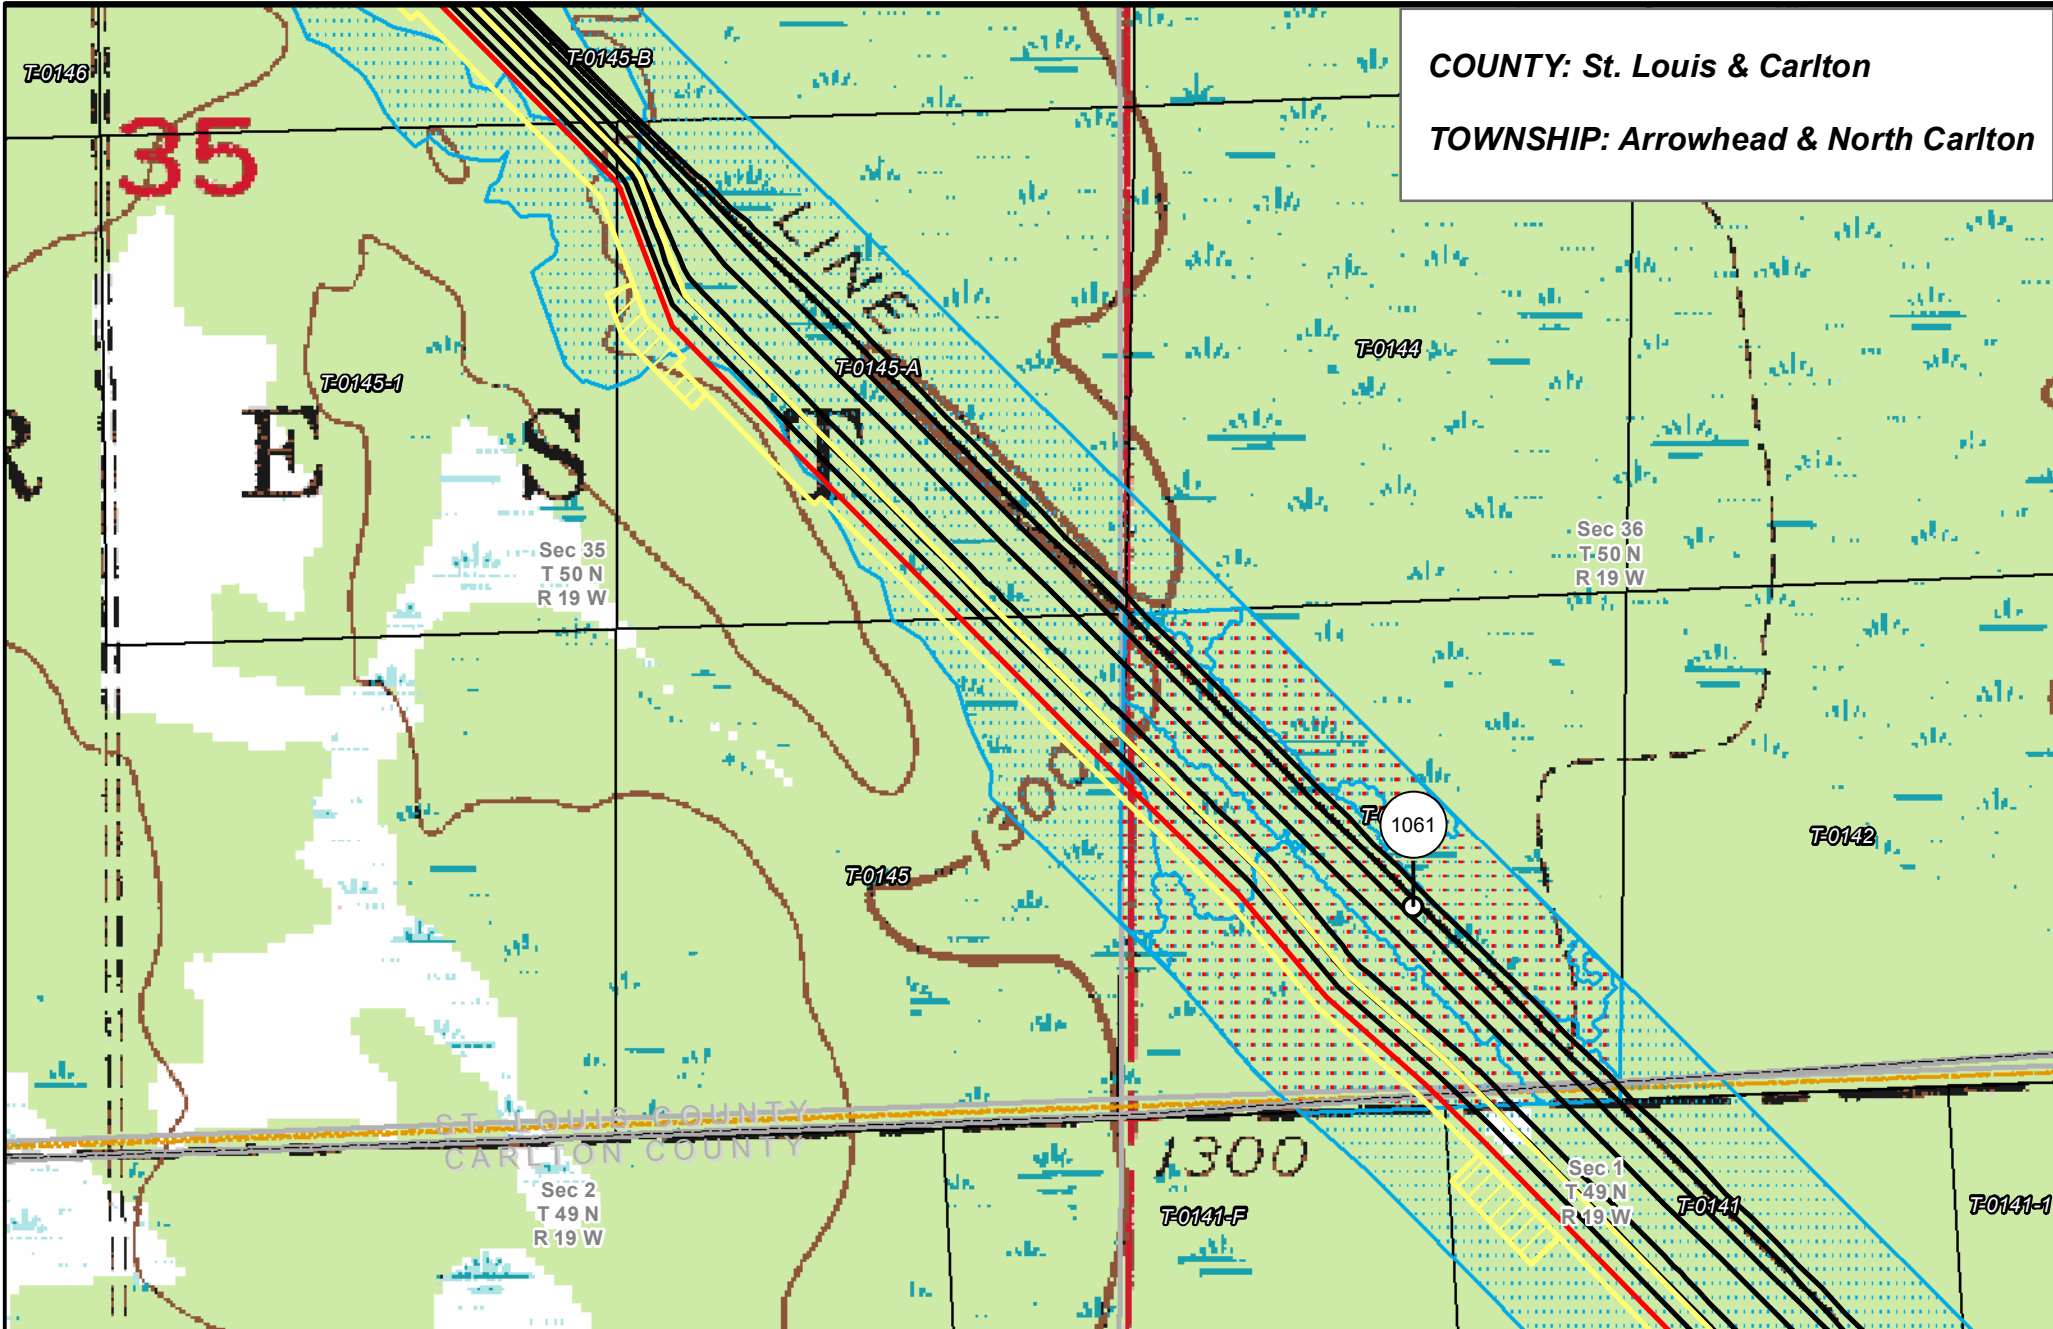 COUNTY: St. Louis & Carlton
TOWNSHIP: Arrowhead & North Carlton
T-0146
T-0145-B
35
LINE
T-0145-A
T-0144
T-0145-1
R E S T
Sec 35
T 50 N
R 19 W
Sec 36
T 50 N
R 19 W
1300
1061
T-0142
T-0145
ST. LOUIS COUNTY
CARLTON COUNTY
1300
Sec 2
T 49 N
R 19 W
Sec 1
T 49 N
R 19 W
T-0141-F
T-0141
T-0141-1